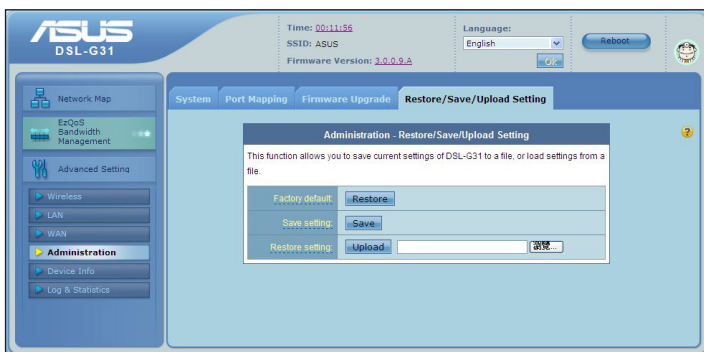 ASUS
DSL-G31
Time: 00:11:56
SSID: ASUS
Firmware Version: 3.0.0.9.A
Language:
English
OK
Reboot
Network Map
EzQoS
Bandwidth
Management
Advanced Setting
Wireless
LAN
WAN
Administration
Device Info
Log & Statistics
System
Port Mapping
Firmware Upgrade
Restore/Save/Upload Setting
Administration - Restore/Save/Upload Setting
This function allows you to save current settings of DSL-G31 to a file, or load settings from a
file.
Factory default:
Restore
Save setting:
Save
Restore setting:
Upload
瀏覽...
?